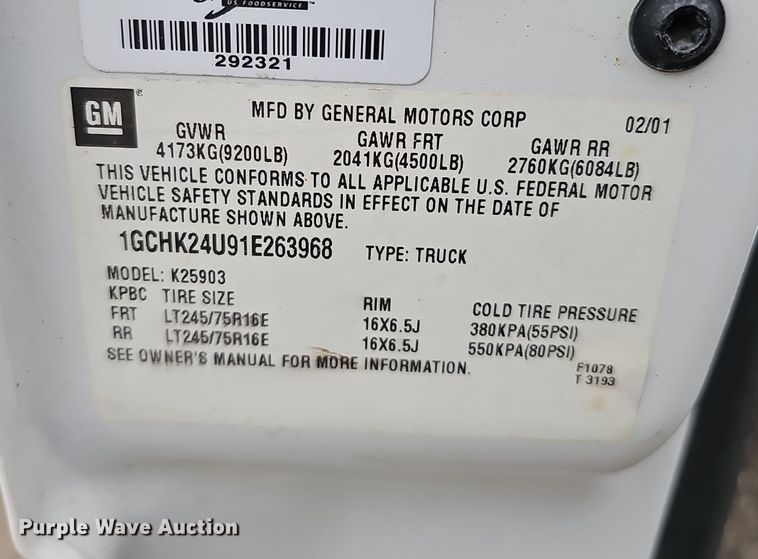 US FOODSERVICE
292321
GM ®
MFD BY GENERAL MOTORS CORP 02/01
GVWR GAWR FRT GAWR RR
4173KG(9200LB) 2041KG(4500LB) 2760KG(6084LB)
THIS VEHICLE CONFORMS TO ALL APPLICABLE U.S. FEDERAL MOTOR
VEHICLE SAFETY STANDARDS IN EFFECT ON THE DATE OF
MANUFACTURE SHOWN ABOVE.
1GCHK24U91E263968 TYPE: TRUCK
MODEL: K25903
KPBC TIRE SIZE RIM COLD TIRE PRESSURE
FRT LT245/75R16E 16X6.5J 380KPA(55PSI)
RR LT245/75R16E 16X6.5J 550KPA(80PSI)
SEE OWNER'S MANUAL FOR MORE INFORMATION.
F1078
T 3193
Purple Wave Auction